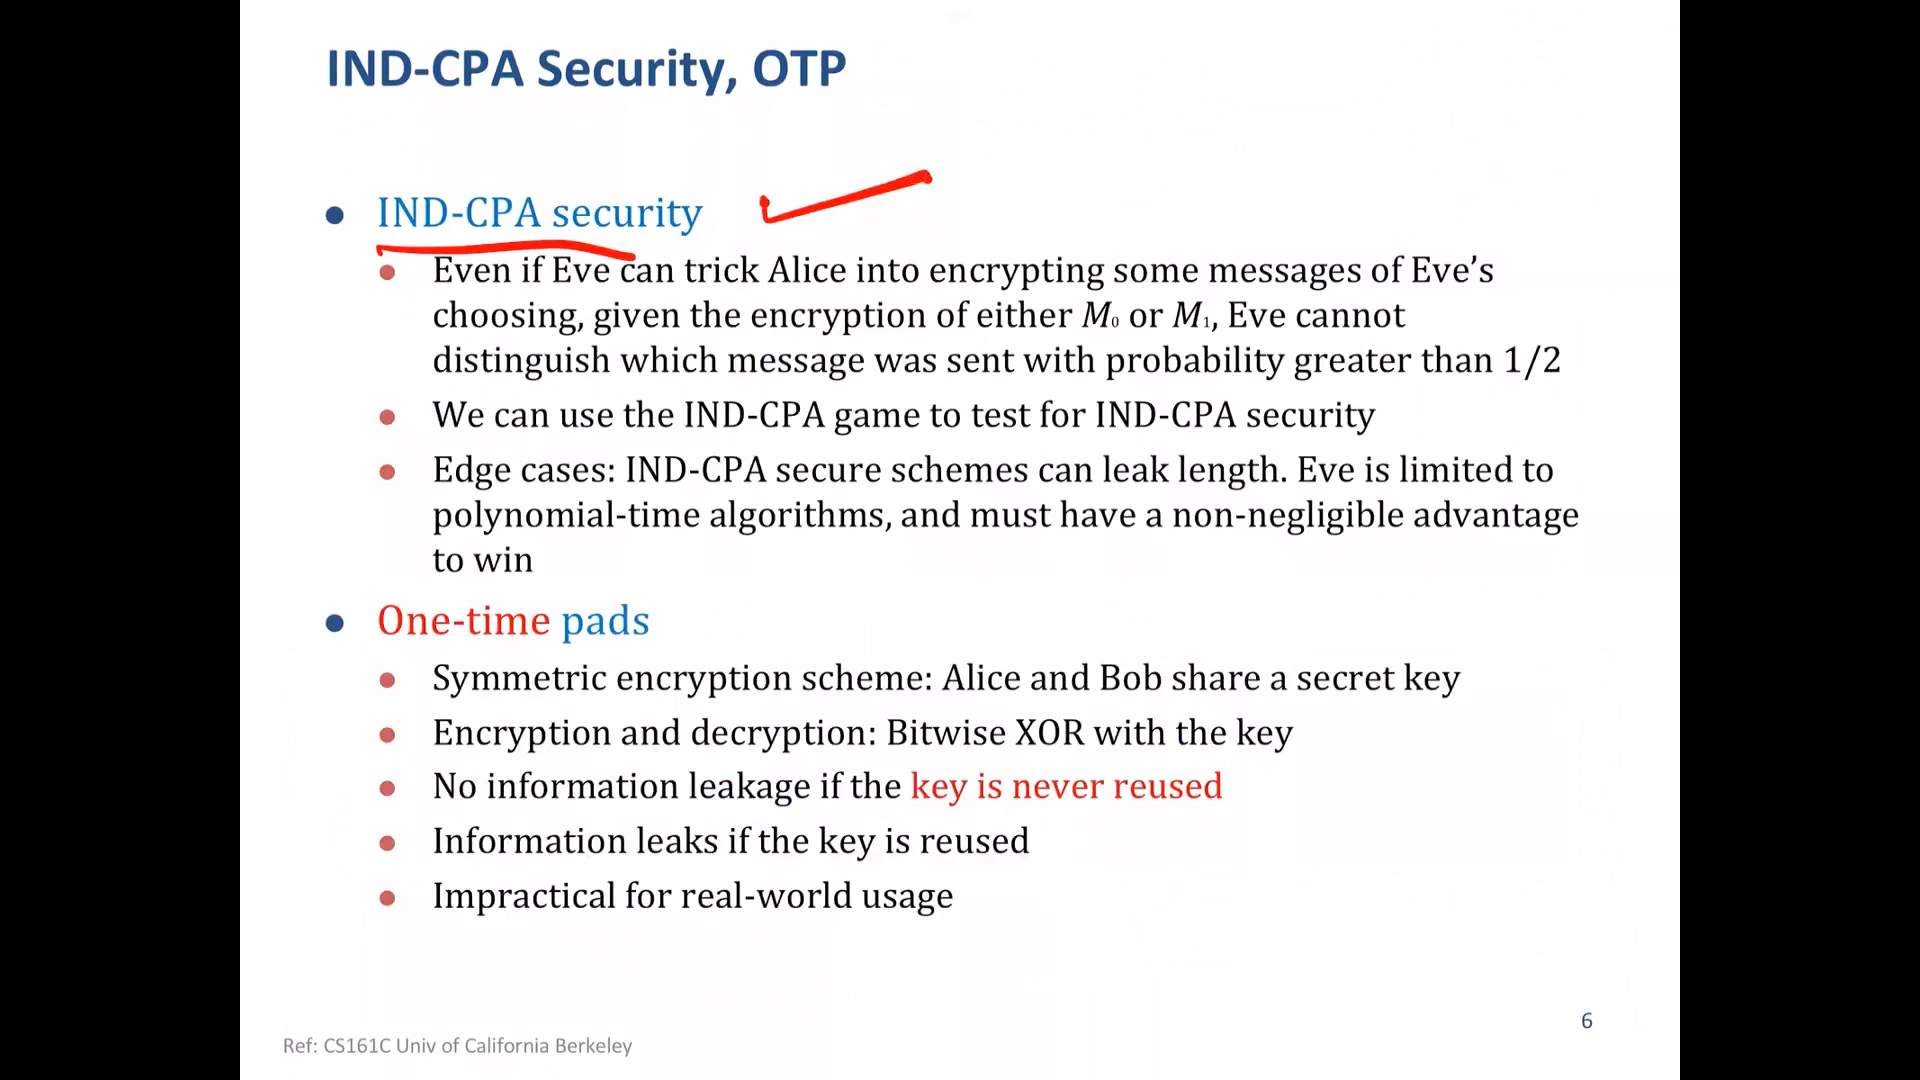 IND-CPA Security, OTP
● IND-CPA security
● Even if Eve can trick Alice into encrypting some messages of Eve’s
choosing, given the encryption of either M₀ or M₁, Eve cannot
distinguish which message was sent with probability greater than 1/2
● We can use the IND-CPA game to test for IND-CPA security
● Edge cases: IND-CPA secure schemes can leak length. Eve is limited to
polynomial-time algorithms, and must have a non-negligible advantage
to win
● One-time pads
● Symmetric encryption scheme: Alice and Bob share a secret key
● Encryption and decryption: Bitwise XOR with the key
● No information leakage if the key is never reused
● Information leaks if the key is reused
● Impractical for real-world usage
6
Ref: CS161C Univ of California Berkeley